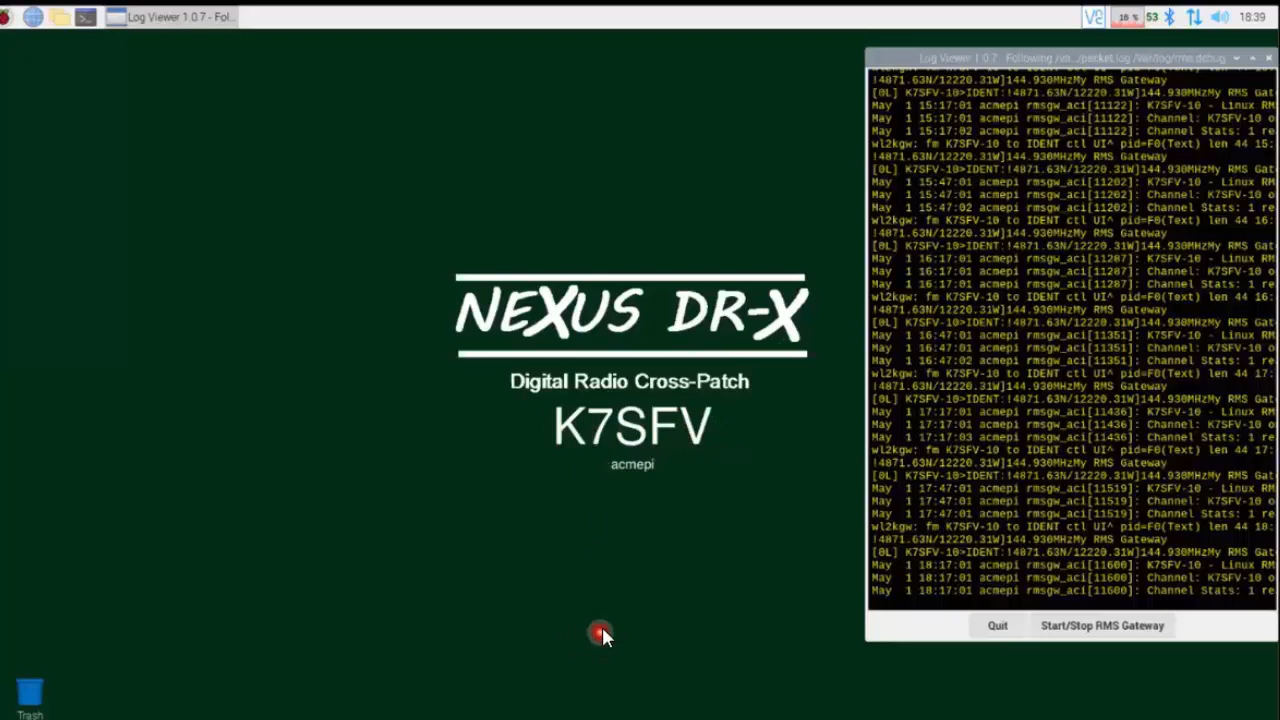 Log Viewer 1.0.7 - Fol...
16 %
53
18:39
Log Viewer 1.0.7 Following /va.../packet.log /var/log/rms.debug
!4871.63N/12220.31W]144.930MHzMy RMS Gateway
[0L] K7SFV-10>IDENT:!4871.63N/12220.31W]144.930MHzMy RMS Gat
May 1 15:17:01 acmepi rmsgw_aci[11122]: K7SFV-10 - Linux RM
May 1 15:17:01 acmepi rmsgw_aci[11122]: Channel: K7SFV-10 o
May 1 15:17:02 acmepi rmsgw_aci[11122]: Channel Stats: 1 re
wl2kgw: fm K7SFV-10 to IDENT ctl UI^ pid=F0(Text) len 44 15:
!4871.63N/12220.31W]144.930MHzMy RMS Gateway
[0L] K7SFV-10>IDENT:!4871.63N/12220.31W]144.930MHzMy RMS Gat
May 1 15:47:01 acmepi rmsgw_aci[11202]: K7SFV-10 - Linux RM
May 1 15:47:01 acmepi rmsgw_aci[11202]: Channel: K7SFV-10 o
May 1 15:47:02 acmepi rmsgw_aci[11202]: Channel Stats: 1 re
wl2kgw: fm K7SFV-10 to IDENT ctl UI^ pid=F0(Text) len 44 16:
!4871.63N/12220.31W]144.930MHzMy RMS Gateway
[0L] K7SFV-10>IDENT:!4871.63N/12220.31W]144.930MHzMy RMS Gat
May 1 16:17:01 acmepi rmsgw_aci[11287]: K7SFV-10 - Linux RM
May 1 16:17:01 acmepi rmsgw_aci[11287]: Channel: K7SFV-10 o
May 1 16:17:02 acmepi rmsgw_aci[11287]: Channel Stats: 1 re
wl2kgw: fm K7SFV-10 to IDENT ctl UI^ pid=F0(Text) len 44 16:
!4871.63N/12220.31W]144.930MHzMy RMS Gateway
[0L] K7SFV-10>IDENT:!4871.63N/12220.31W]144.930MHzMy RMS Gat
May 1 16:47:01 acmepi rmsgw_aci[11351]: K7SFV-10 - Linux RM
May 1 16:47:01 acmepi rmsgw_aci[11351]: Channel: K7SFV-10 o
May 1 16:47:02 acmepi rmsgw_aci[11351]: Channel Stats: 1 re
wl2kgw: fm K7SFV-10 to IDENT ctl UI^ pid=F0(Text) len 44 17:
!4871.63N/12220.31W]144.930MHzMy RMS Gateway
[0L] K7SFV-10>IDENT:!4871.63N/12220.31W]144.930MHzMy RMS Gat
May 1 17:17:01 acmepi rmsgw_aci[11436]: K7SFV-10 - Linux RM
May 1 17:17:01 acmepi rmsgw_aci[11436]: Channel: K7SFV-10 o
May 1 17:17:03 acmepi rmsgw_aci[11436]: Channel Stats: 1 re
wl2kgw: fm K7SFV-10 to IDENT ctl UI^ pid=F0(Text) len 44 17:
!4871.63N/12220.31W]144.930MHzMy RMS Gateway
[0L] K7SFV-10>IDENT:!4871.63N/12220.31W]144.930MHzMy RMS Gat
May 1 17:47:01 acmepi rmsgw_aci[11519]: K7SFV-10 - Linux RM
May 1 17:47:01 acmepi rmsgw_aci[11519]: Channel: K7SFV-10 o
May 1 17:47:01 acmepi rmsgw_aci[11519]: Channel Stats: 1 re
wl2kgw: fm K7SFV-10 to IDENT ctl UI^ pid=F0(Text) len 44 18:
!4871.63N/12220.31W]144.930MHzMy RMS Gateway
[0L] K7SFV-10>IDENT:!4871.63N/12220.31W]144.930MHzMy RMS Gat
May 1 18:17:01 acmepi rmsgw_aci[11600]: K7SFV-10 - Linux RM
May 1 18:17:01 acmepi rmsgw_aci[11600]: Channel: K7SFV-10 o
May 1 18:17:01 acmepi rmsgw_aci[11600]: Channel Stats: 1 re
Quit
Start/Stop RMS Gateway
NEXUS DR-X
Digital Radio Cross-Patch
K7SFV
acmepi
Trash